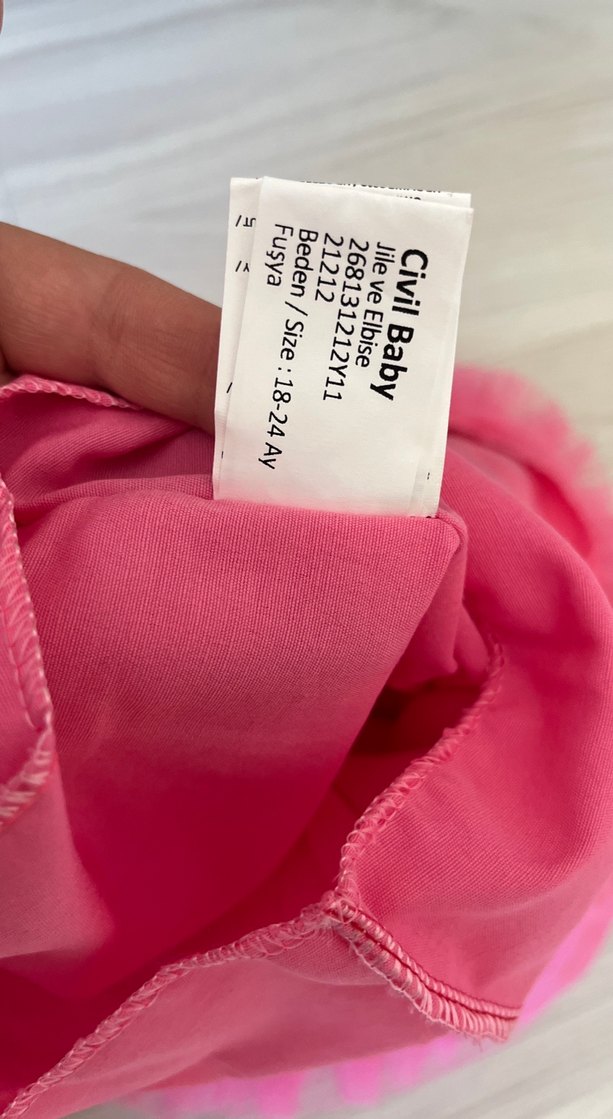 Civil Baby
Jile ve Elbise
268131212Y11
21212
Beden / Size : 18-24 Ay
Fuşya